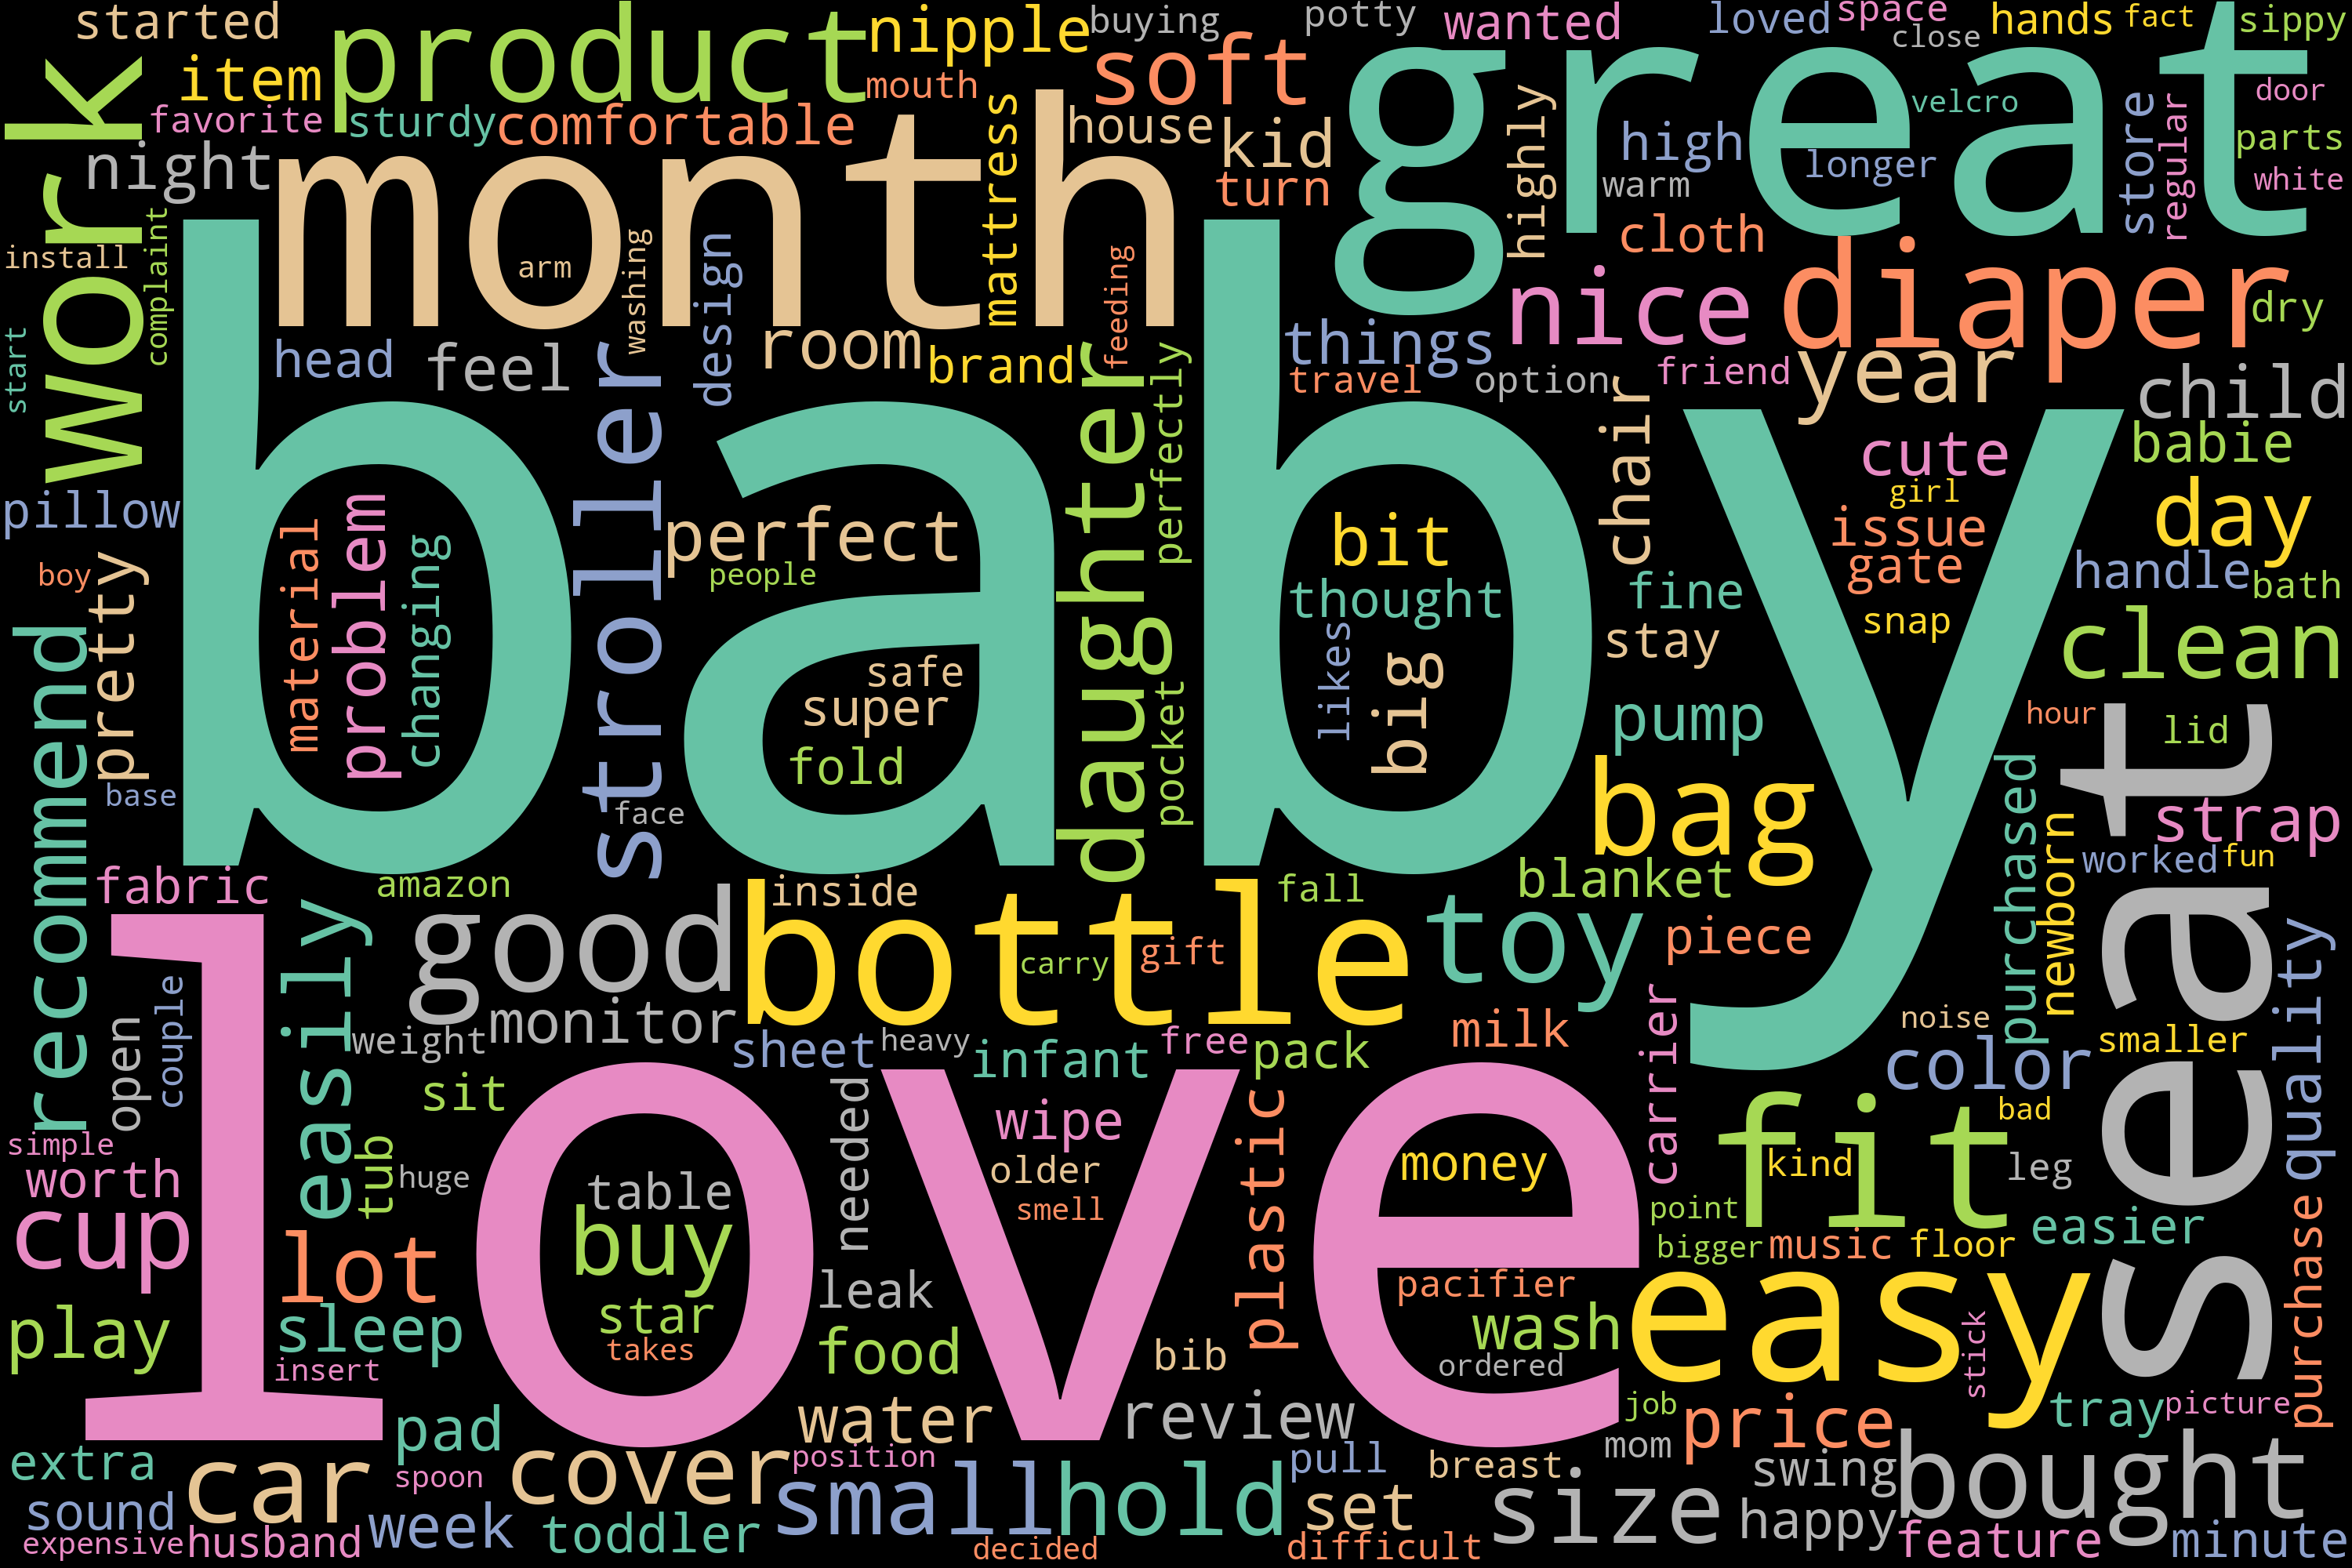 started
product
nipple
buying
potty
wanted
loved
space
close
hands
fact
sippy
work
item
mouth
soft
great
velcro
store
regular
door
favorite
sturdy
comfortable
mattress
house
kid
highly
high
longer
parts
night
month
turn
warm
white
install
complaint
arm
washing
design
feeding
cloth
nice
diaper
dry
start
head
feel
room
brand
things
travel
option
friend
year
child
stroller
daughter
perfectly
chair
cute
babie
pillow
baby
girl
day
material
problem
changing
perfect
people
bit
thought
issue
gate
handle
bath
boy
pretty
fine
snap
recommend
safe
super
likes
big
stay
clean
pump
hour
lid
fold
pocket
base
face
bag
purchased
seat
strap
newborn
worked
fun
fabric
amazon
inside
fall
blanket
easily
good
bottle
carry
gift
toy
piece
quality
open
couple
love
weight
monitor
sheet
heavy
infant
free
pack
milk
carrier
noise
color
smaller
sit
needed
wipe
plastic
fit
bad
simple
tub
worth
huge
table
older
money
kind
leg
cup
buy
smell
point
easier
purchase
lot
bigger
music
floor
play
sleep
star
takes
leak
food
pacifier
wash
easy
stick
insert
bib
ordered
pad
water
review
job
price
tray
picture
extra
car
spoon
cover
position
small
hold
pull
breast
mom
swing
bought
sound
week
toddler
set
size
happy
expensive
husband
decided
difficult
feature
minute